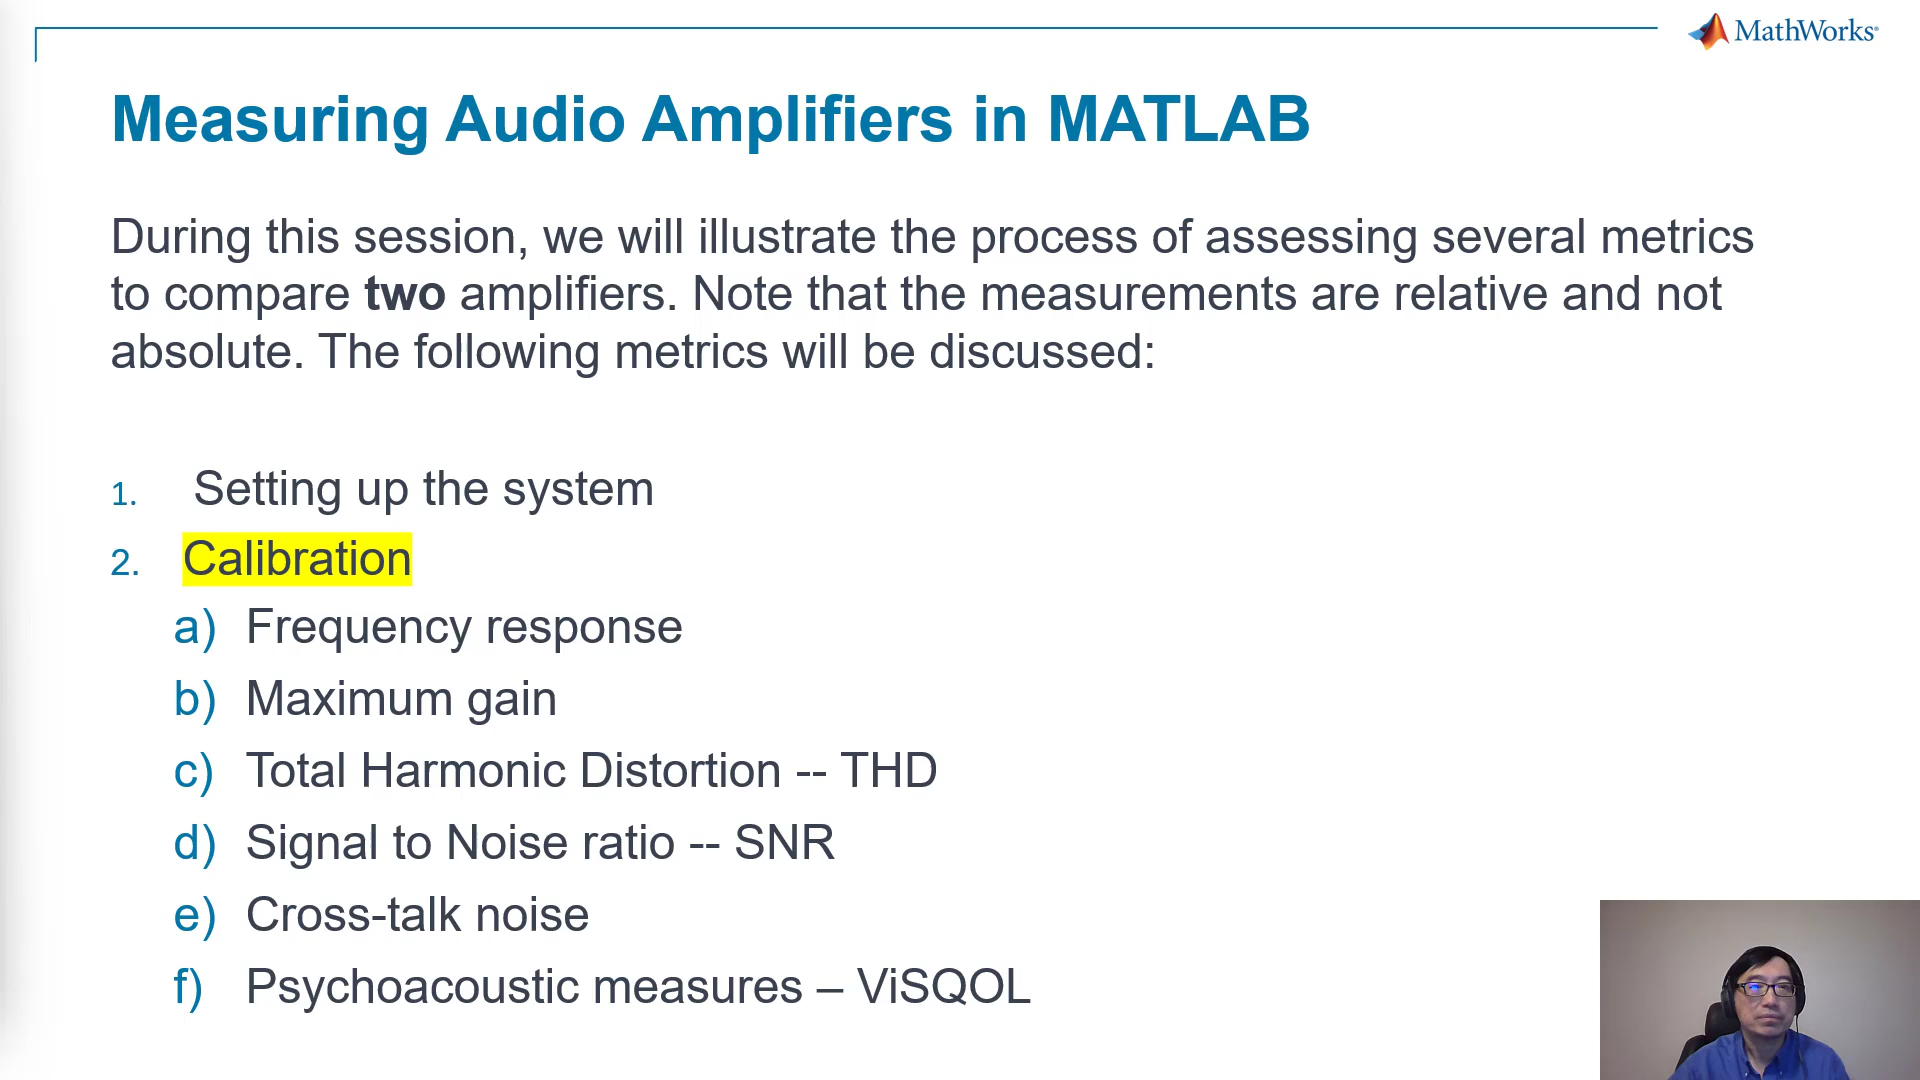 MathWorks
Measuring Audio Amplifiers in MATLAB
During this session, we will illustrate the process of assessing several metrics
to compare two amplifiers. Note that the measurements are relative and not
absolute. The following metrics will be discussed:
1. Setting up the system
2. Calibration
a) Frequency response
b) Maximum gain
c) Total Harmonic Distortion -- THD
d) Signal to Noise ratio -- SNR
e) Cross-talk noise
f) Psychoacoustic measures – ViSQOL